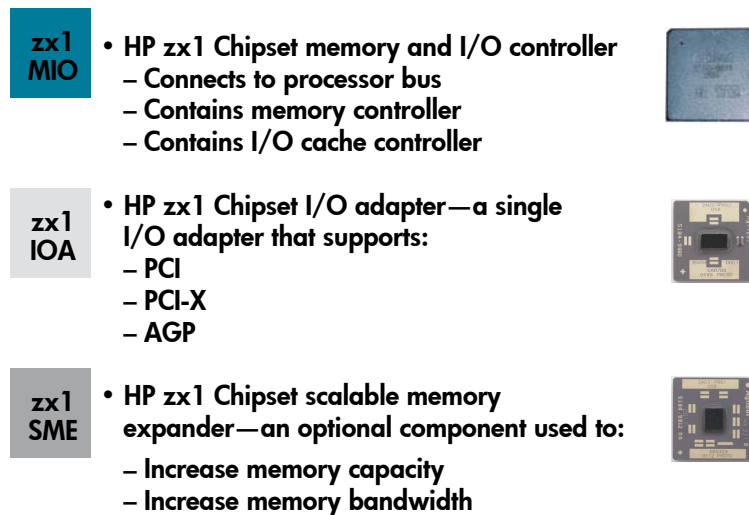 zx1
MIO
• HP zx1 Chipset memory and I/O controller
– Connects to processor bus
– Contains memory controller
– Contains I/O cache controller
zx1
IOA
• HP zx1 Chipset I/O adapter—a single
I/O adapter that supports:
– PCI
– PCI-X
– AGP
zx1
SME
• HP zx1 Chipset scalable memory
expander—an optional component used to:
– Increase memory capacity
– Increase memory bandwidth